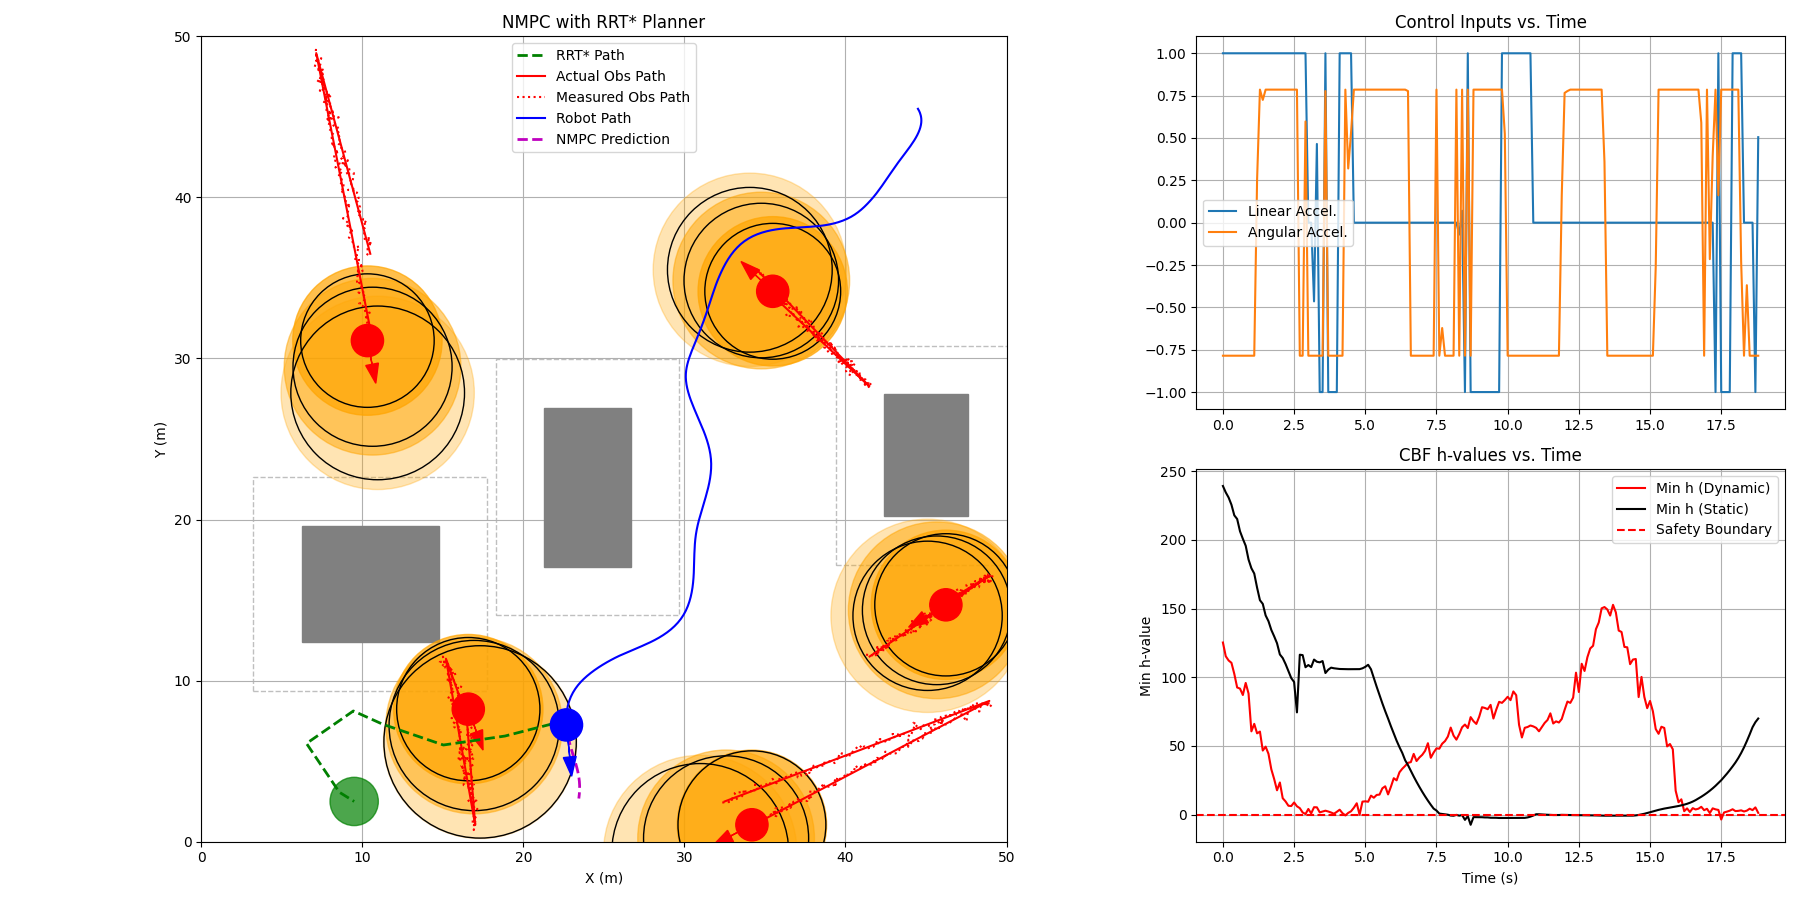 NMPC with RRT* Planner
RRT* Path
Actual Obs Path
Measured Obs Path
Robot Path
NMPC Prediction
50
40
30
20
10
0
Y (m)
0 10 20 30 40 50
X (m)
Control Inputs vs. Time
1.00
0.75
0.50
0.25
0.00
−0.25
−0.50
−0.75
−1.00
Linear Accel.
Angular Accel.
0.0 2.5 5.0 7.5 10.0 12.5 15.0 17.5
CBF h-values vs. Time
Min h (Dynamic)
Min h (Static)
Safety Boundary
250
200
150
100
50
0
Min h-value
0.0 2.5 5.0 7.5 10.0 12.5 15.0 17.5
Time (s)